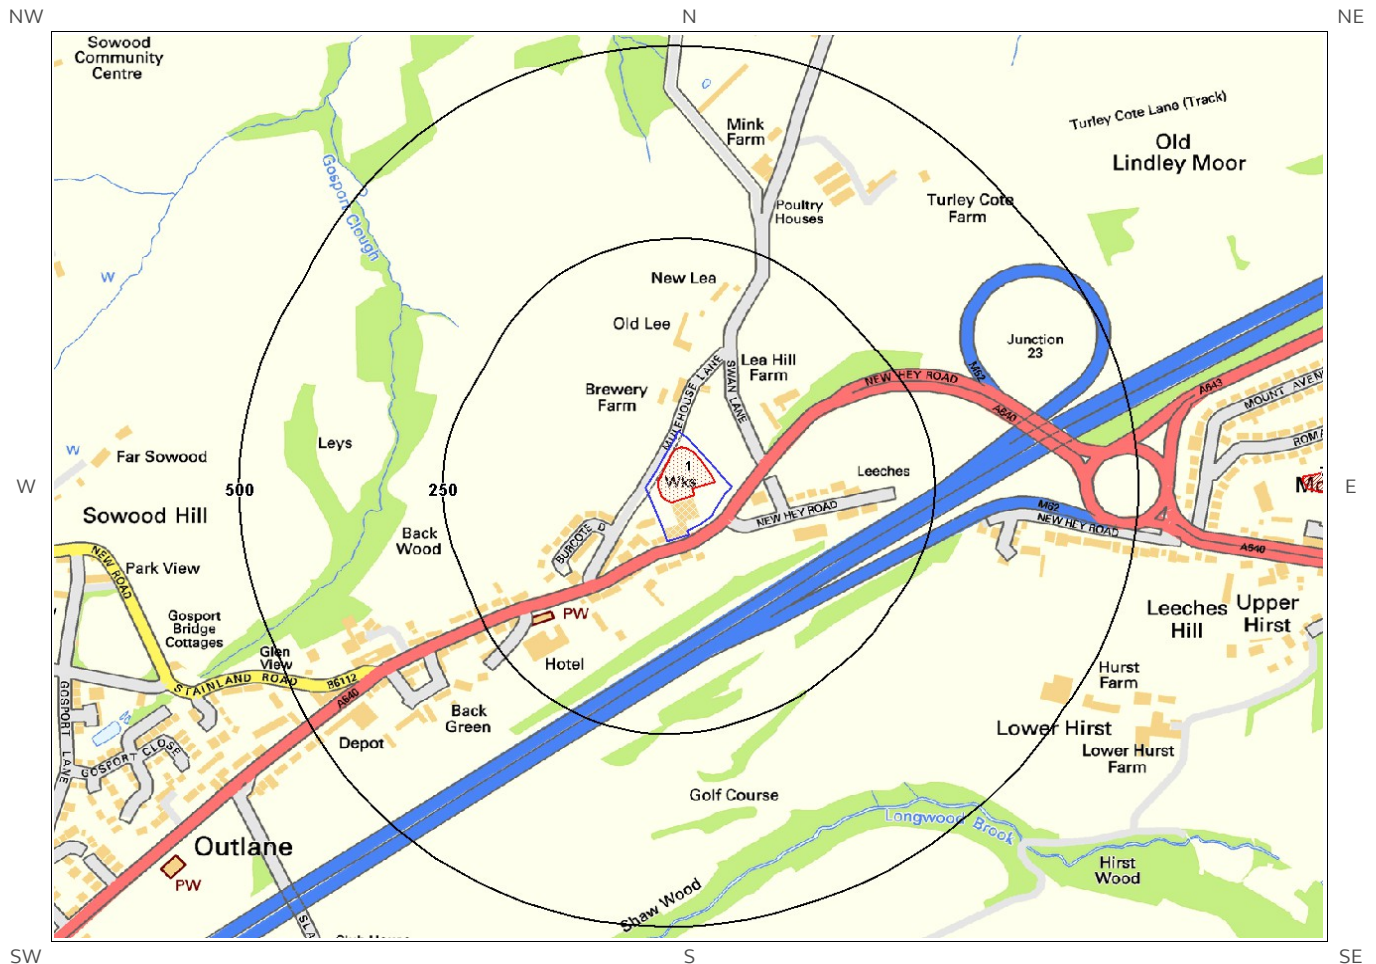 NW
N
NE
Sowood
Community
Centre
Mink
Farm
Turley Cote Lane (Track)
Old
Lindley Moor
Gosport Clough
Poultry
Houses
Turley Cote
Farm
W
New Lea
Old Lee
Junction
23
M62
Lea Hill
Farm
MULEHOUSE LANE
SWAN LANE
NEW HEY ROAD
A640
A643
MOUNT AVEN
Brewery
Farm
Leys
ROMA
W
Far Sowood
1
Wks
Leeches
W
500
250
E
Sowood Hill
NEW HEY ROAD
M62
NEW HEY ROAD
A640
Back
Wood
BURCOTE D
NEW ROAD
Park View
Gosport
Bridge
Cottages
PW
Leeches
Hill
Upper
Hirst
Glen
View
Hotel
STAINLAND ROAD
B6112
A640
Hurst
Farm
GOSPORT LANE
Back
Green
Lower Hirst
Depot
Lower Hurst
Farm
GOSPORT CLOSE
Golf Course
Longwood Brook
Outlane
Hirst
Wood
PW
Shaw Wood
SLA
SW
S
SE